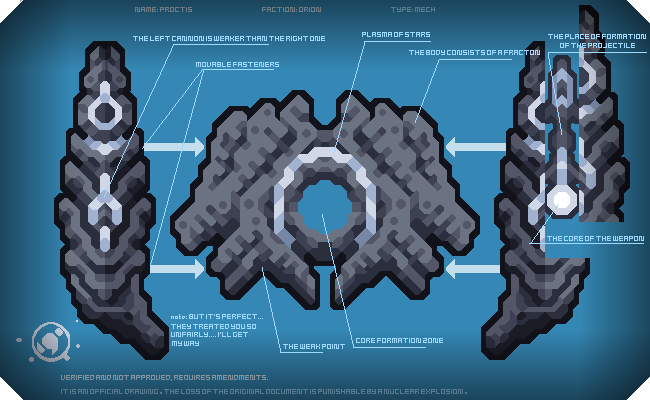 NAME: PROCTIS
FACTION: ORION
TYPE: MECH
THE LEFT CANNON IS WEAKER THAN THE RIGHT ONE
PLASMA OF STARS
THE PLACE OF FORMATION
OF THE PROJECTILE
THE BODY CONSISTS OF A FRACTON
MOVABLE FASTENERS
THE CORE OF THE WEAPON
note: BUT IT'S PERFECT...
THEY TREATED YOU SO
UNFAIRLY.... I'LL GET
MY WAY
THE WEAK POINT
CORE FORMATION ZONE
VERIFIED AND NOT APPROVED, REQUIRES AMENDMENTS.
IT IS AN OFFICIAL DRAWING. THE LOSS OF THE ORIGINAL DOCUMENT IS PUNISHABLE BY A NUCLEAR EXPLOSION.